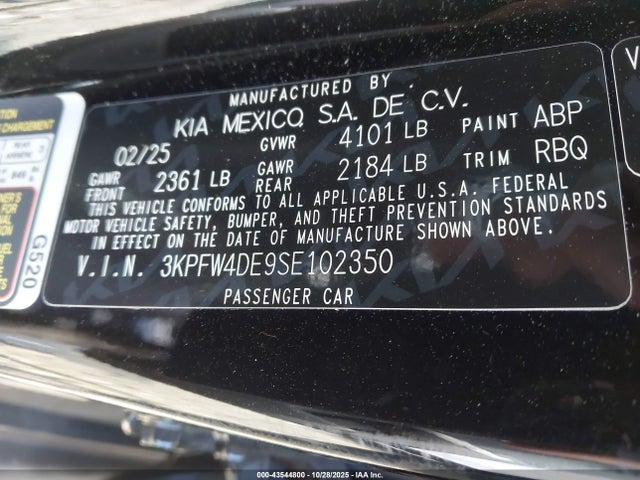 MANUFACTURED BY
KIA MEXICO, S.A. DE C.V.
02/25 GVWR 4101 LB PAINT ABP
GAWR FRONT 2361 LB GAWR REAR 2184 LB TRIM RBQ
THIS VEHICLE CONFORMS TO ALL APPLICABLE U.S.A. FEDERAL
MOTOR VEHICLE SAFETY, BUMPER, AND THEFT PREVENTION STANDARDS
IN EFFECT ON THE DATE OF MANUFACTURE SHOWN ABOVE.
V.I.N. 3KPFW4DE9SE102350
PASSENGER CAR
G520
V
000-43544800 - 10/28/2025 - IAA Inc.